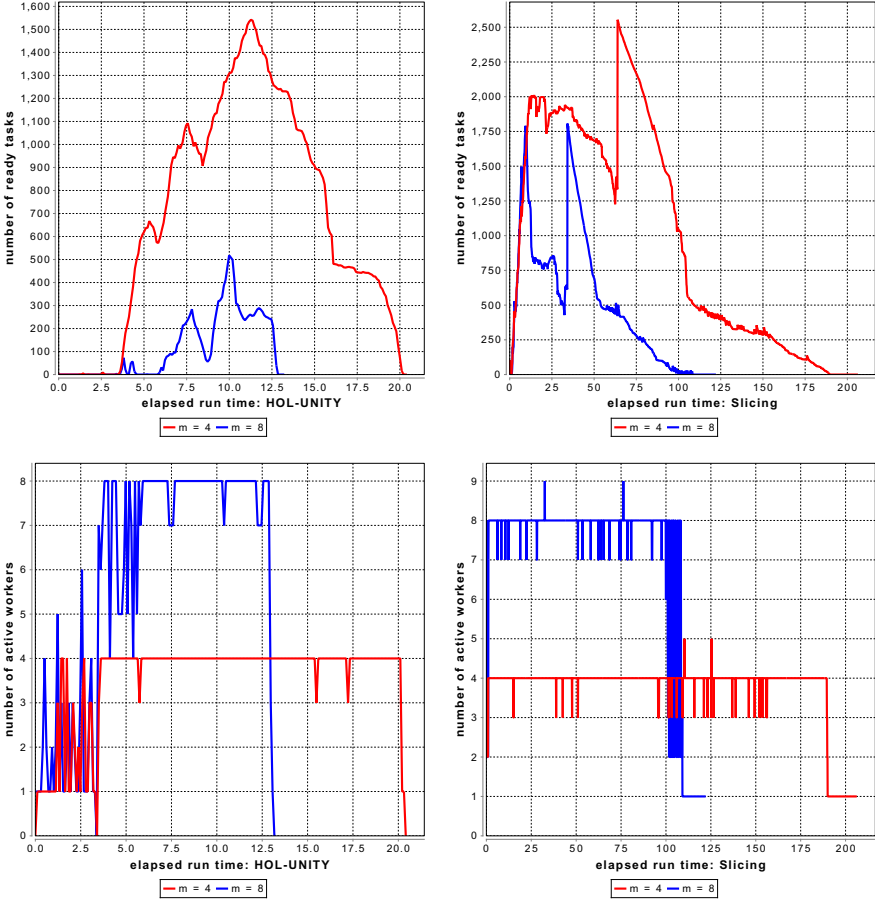 number of ready tasks
1,600
1,500
1,400
1,300
1,200
1,100
1,000
900
800
700
600
500
400
300
200
100
0
0.0 2.5 5.0 7.5 10.0 12.5 15.0 17.5 20.0
elapsed run time: HOL-UNITY
m = 4 m = 8
number of ready tasks
2,500
2,250
2,000
1,750
1,500
1,250
1,000
750
500
250
0
0 25 50 75 100 125 150 175 200
elapsed run time: Slicing
m = 4 m = 8
number of active workers
8
7
6
5
4
3
2
1
0
0.0 2.5 5.0 7.5 10.0 12.5 15.0 17.5 20.0
elapsed run time: HOL-UNITY
m = 4 m = 8
number of active workers
9
8
7
6
5
4
3
2
1
0
0 25 50 75 100 125 150 175 200
elapsed run time: Slicing
m = 4 m = 8